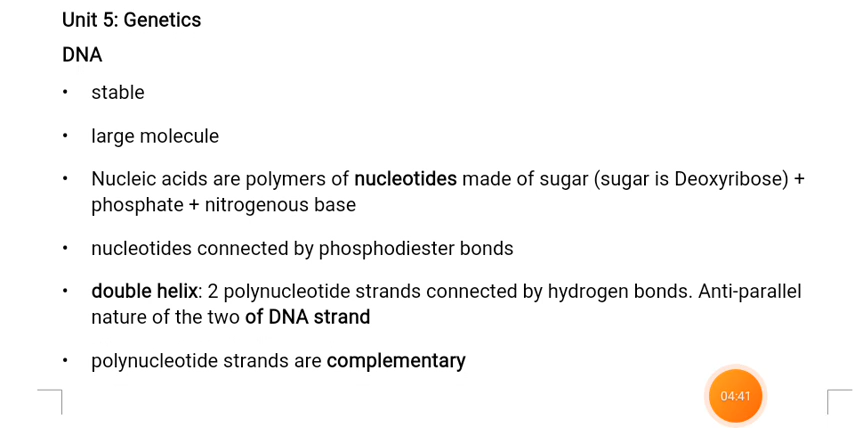 Unit 5: Genetics
DNA
• stable
• large molecule
• Nucleic acids are polymers of nucleotides made of sugar (sugar is Deoxyribose) +
phosphate + nitrogenous base
• nucleotides connected by phosphodiester bonds
• double helix: 2 polynucleotide strands connected by hydrogen bonds. Anti-parallel
nature of the two of DNA strand
• polynucleotide strands are complementary
04:41